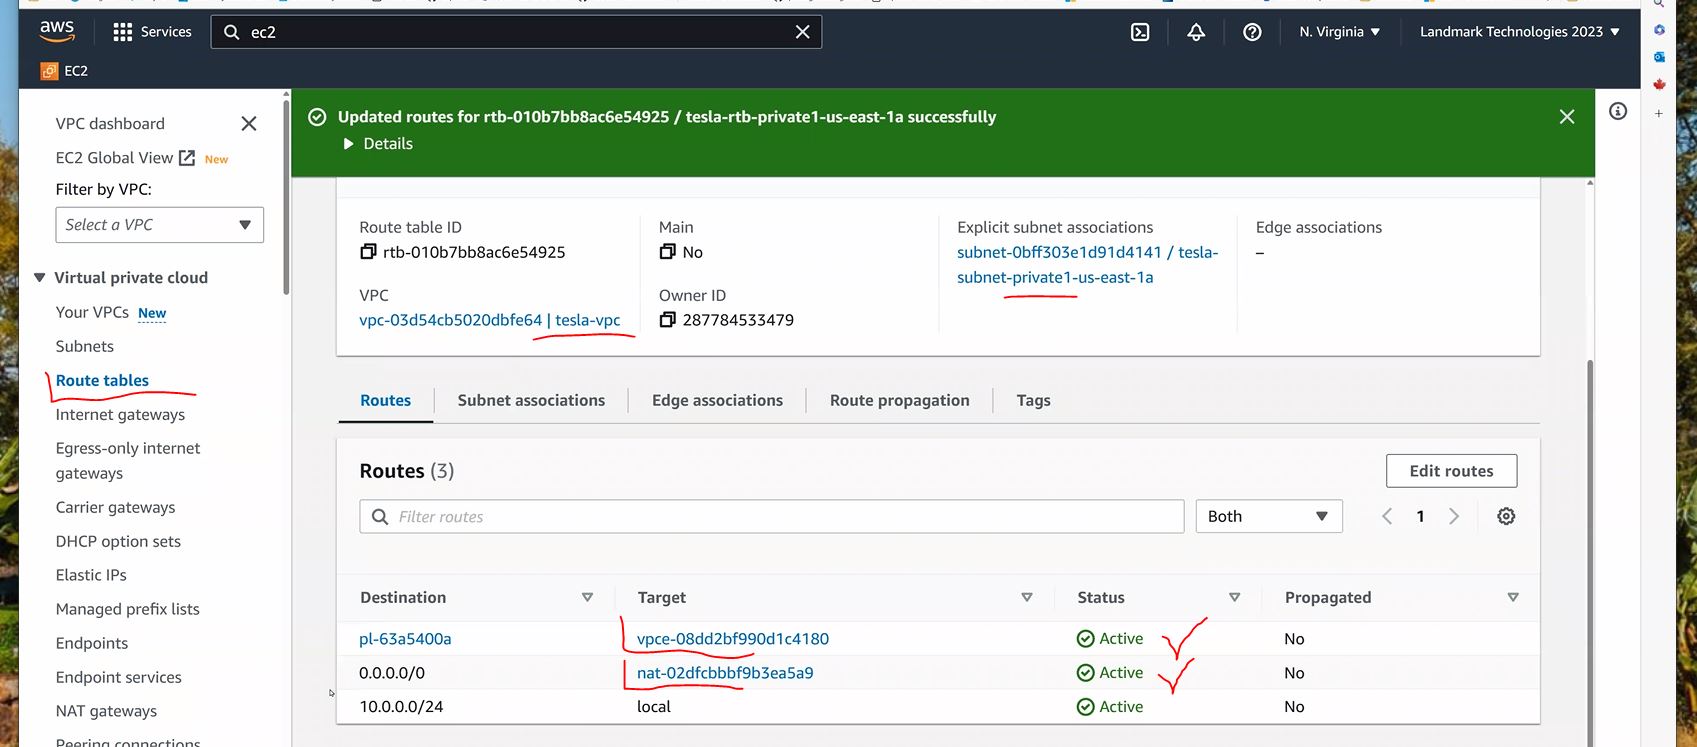 aws
Services
ec2
N. Virginia
Landmark Technologies 2023
EC2
VPC dashboard
EC2 Global View
New
Filter by VPC:
Select a VPC
Virtual private cloud
Your VPCs
New
Subnets
Route tables
Internet gateways
Egress-only internet
gateways
Carrier gateways
DHCP option sets
Elastic IPs
Managed prefix lists
Endpoints
Endpoint services
NAT gateways
Peering connections
Updated routes for rtb-010b7bb8ac6e54925 / tesla-rtb-private1-us-east-1a successfully
Details
Route table ID
rtb-010b7bb8ac6e54925
Main
No
Explicit subnet associations
subnet-0bff303e1d91d4141 / tesla-
subnet-private1-us-east-1a
Edge associations
–
VPC
vpc-03d54cb5020dbfe64 | tesla-vpc
Owner ID
287784533479
Routes
Subnet associations
Edge associations
Route propagation
Tags
Routes (3)
Edit routes
Filter routes
Both
1
Destination
Target
Status
Propagated
pl-63a5400a
vpce-08dd2bf990d1c4180
Active
No
0.0.0.0/0
nat-02dfcbbbf9b3ea5a9
Active
No
10.0.0.0/24
local
Active
No